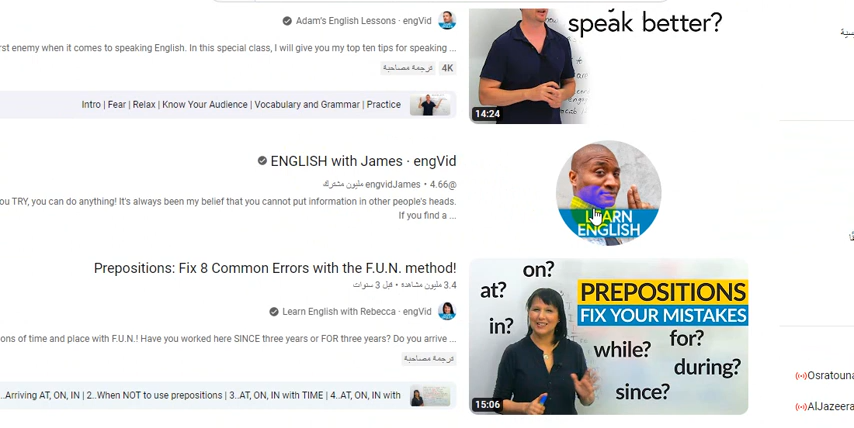 Adam's English Lessons · engVid
rst enemy when it comes to speaking English. In this special class, I will give you my top ten tips for speaking ...
4K
ترجمة مصاحبة
Intro | Fear | Relax | Know Your Audience | Vocabulary and Grammar | Practice
speak better?
14:24
ENGLISH with James · engVid
@engvidJames • 4.66 مليون مشترك
ou TRY, you can do anything! It's always been my belief that you cannot put information in other people's heads.
If you find a ...
LEARN
ENGLISH
Prepositions: Fix 8 Common Errors with the F.U.N. method!
3.4 مليون مشاهدة • قبل 3 سنوات
Learn English with Rebecca · engVid
ons of time and place with F.U.N.! Have you worked here SINCE three years or FOR three years? Do you arrive ...
ترجمة مصاحبة
...Arriving AT, ON, IN | 2..When NOT to use prepositions | 3..AT, ON, IN with TIME | 4..AT, ON, IN with
on?
at?
in?
PREPOSITIONS
FIX YOUR MISTAKES
while?
for?
during?
since?
15:06
Osratouna
AlJazeera